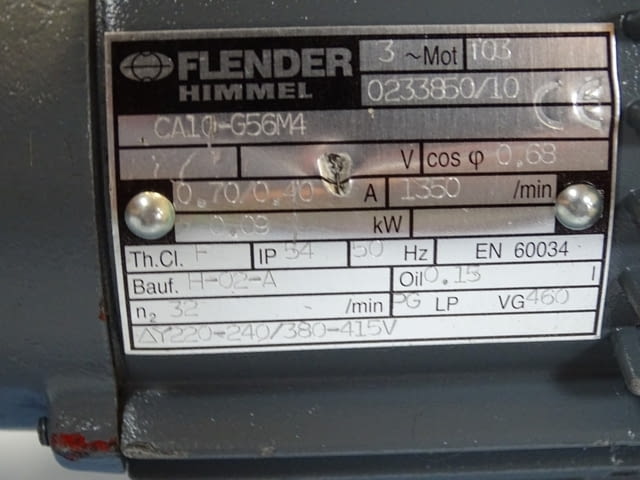 FLENDER HIMMEL 3 ~Mot T03
0233850/10 CE
CA10-G56M4
V cos φ 0.68
0.70/0.40 A 1350 /min
0.09 kW
Th.Cl. F IP 54 50 Hz EN 60034
Bauf. H-02-A Oil 0.15 l
n2 32 /min PG LP VG 460
ΔY220-240/380-415V